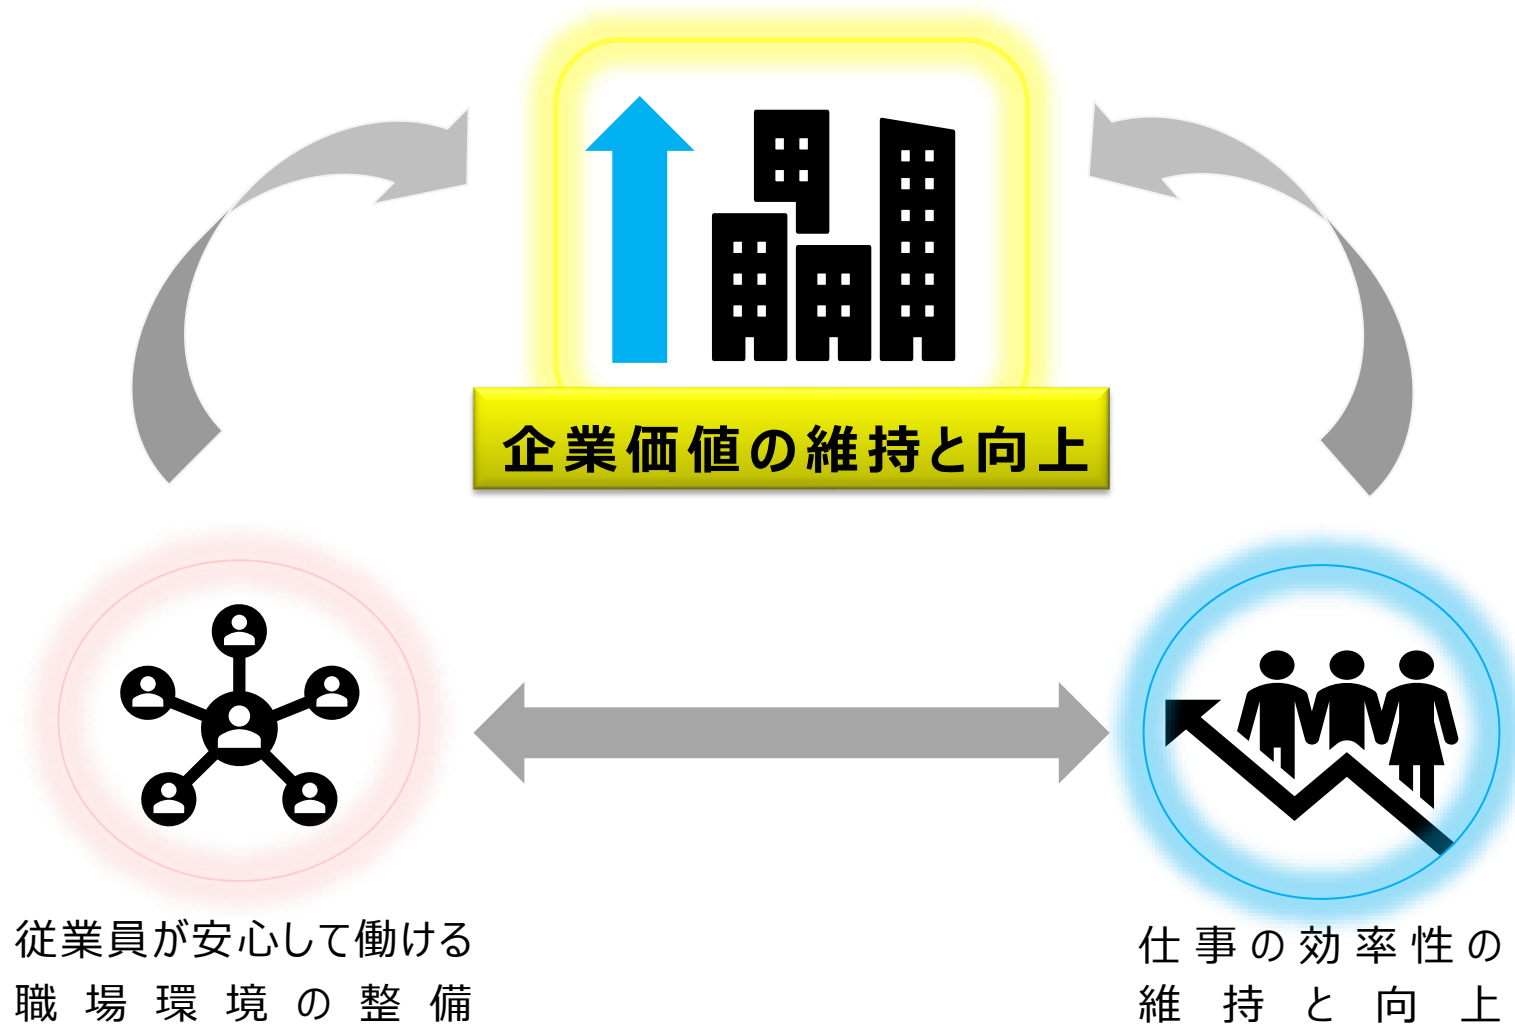 企業価値の維持と向上
従業員が安心して働ける
職場環境の整備
仕事の効率性の
維持と向上